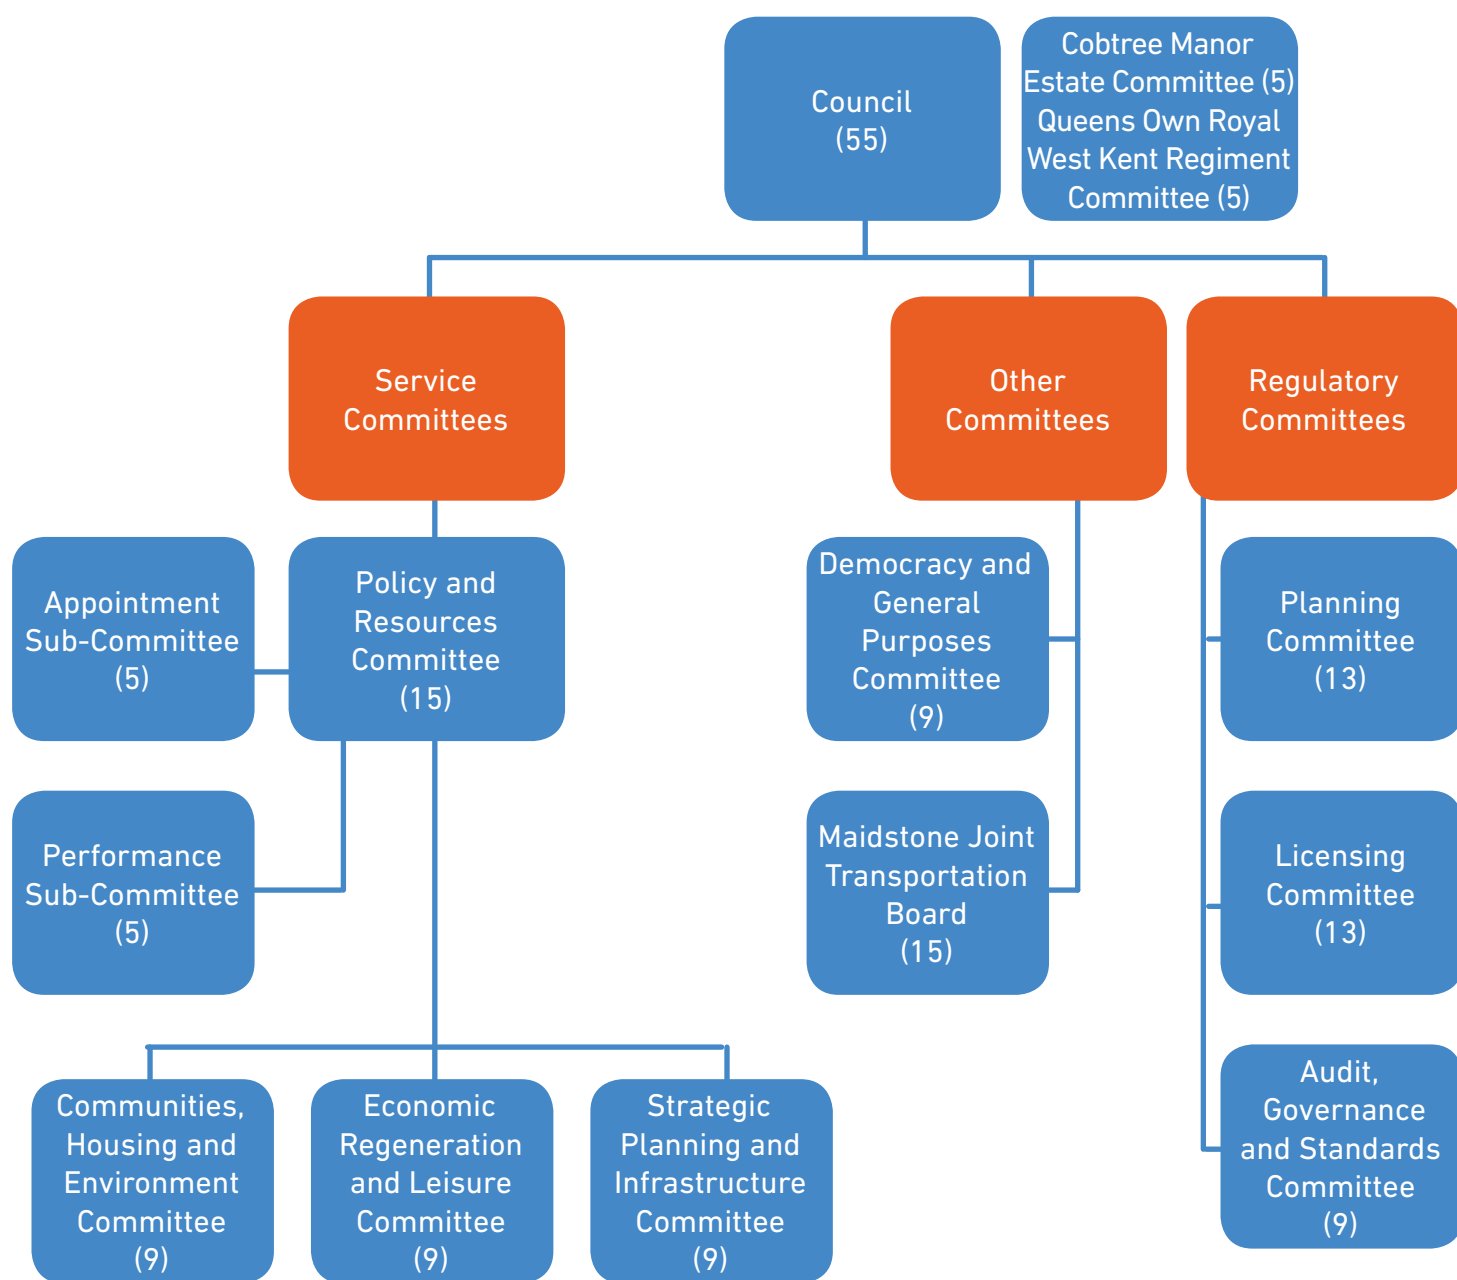 Council
(55)
Cobtree Manor
Estate Committee (5)
Queens Own Royal
West Kent Regiment
Committee (5)
Service
Committees
Other
Committees
Regulatory
Committees
Appointment
Sub-Committee
(5)
Policy and
Resources
Committee
(15)
Democracy and
General
Purposes
Committee
(9)
Planning
Committee
(13)
Performance
Sub-Committee
(5)
Maidstone Joint
Transportation
Board
(15)
Licensing
Committee
(13)
Communities,
Housing and
Environment
Committee
(9)
Economic
Regeneration
and Leisure
Committee
(9)
Strategic
Planning and
Infrastructure
Committee
(9)
Audit,
Governance
and Standards
Committee
(9)